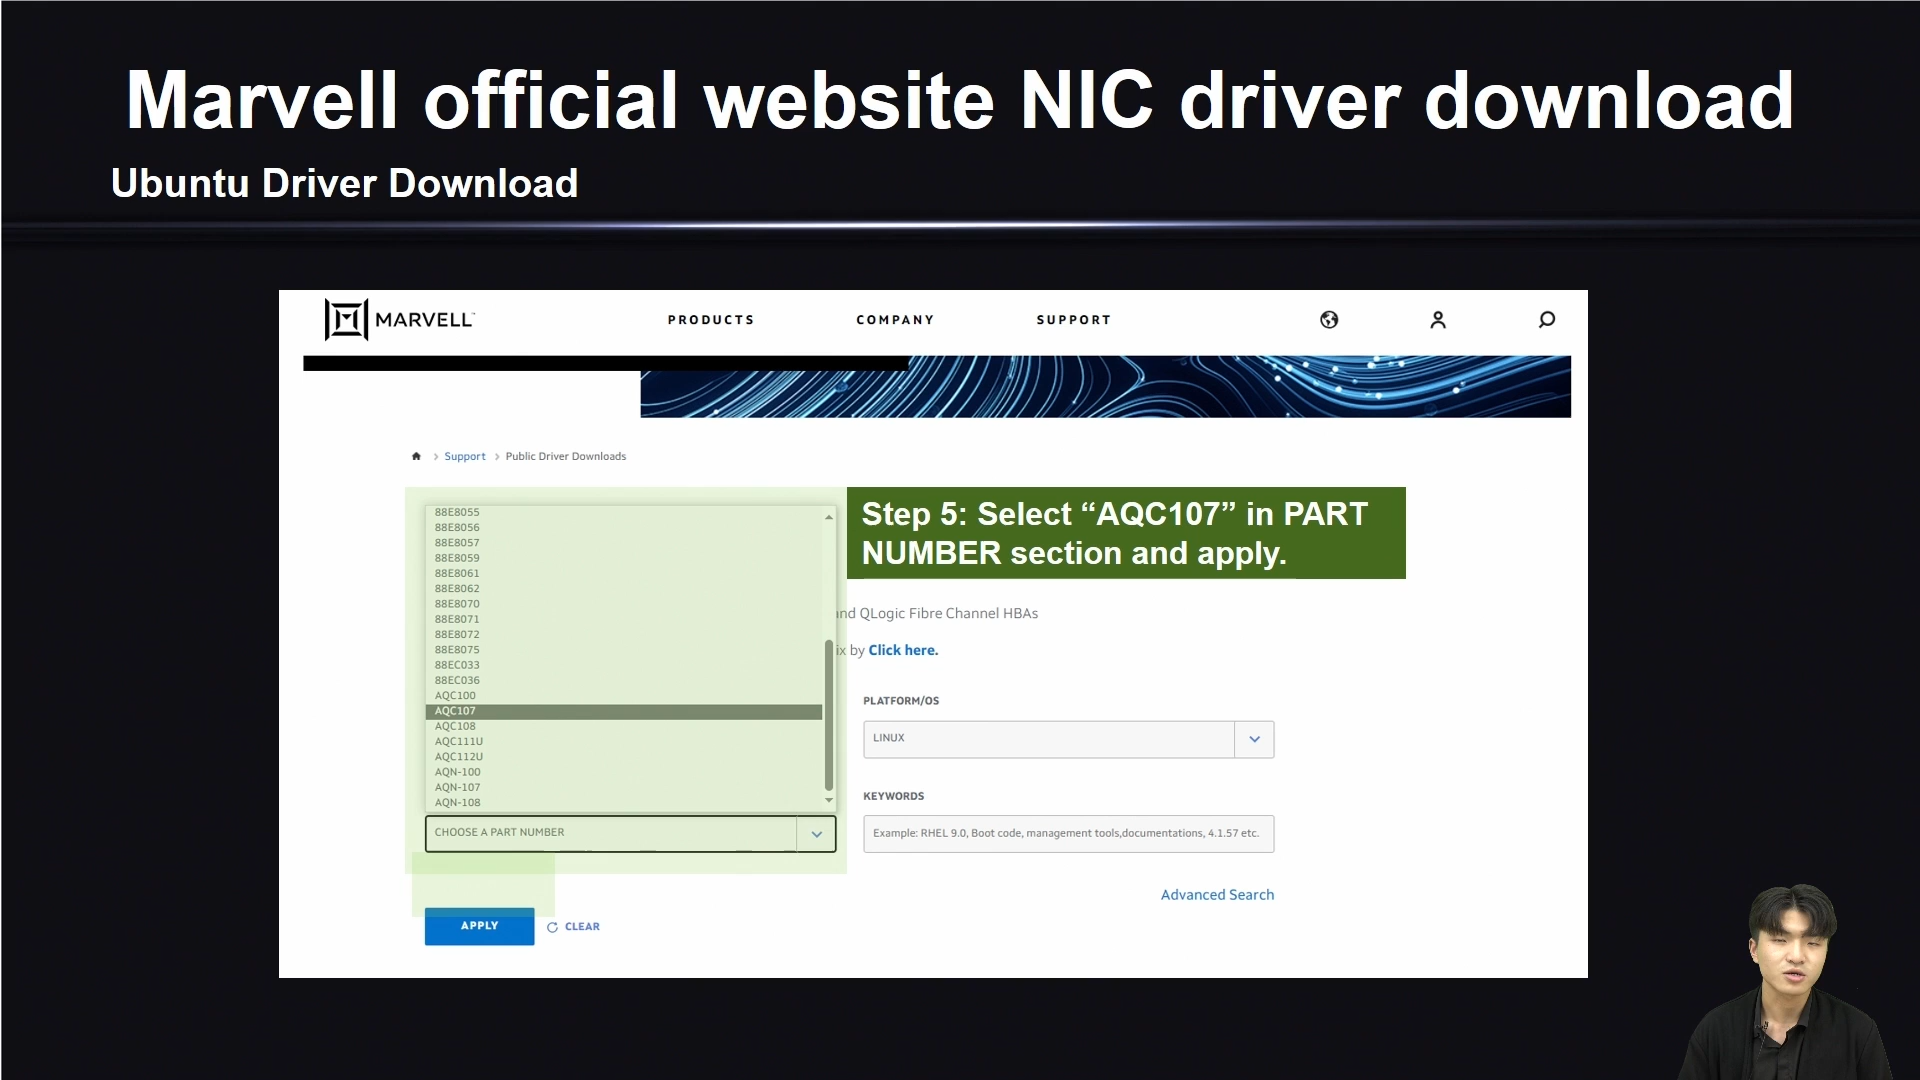 Marvell official website NIC driver download
Ubuntu Driver Download
MARVELL
PRODUCTS
COMPANY
SUPPORT
Support
Public Driver Downloads
88E8055
88E8056
88E8057
88E8059
88E8061
88E8062
88E8070
88E8071
88E8072
88E8075
88EC033
88EC036
AQC100
AQC107
AQC108
AQC111U
AQC112U
AQN-100
AQN-107
AQN-108
CHOOSE A PART NUMBER
Step 5: Select “AQC107” in PART
NUMBER section and apply.
and QLogic Fibre Channel HBAs
ix by Click here.
PLATFORM/OS
LINUX
KEYWORDS
Example: RHEL 9.0, Boot code, management tools,documentations, 4.1.57 etc.
Advanced Search
APPLY
CLEAR